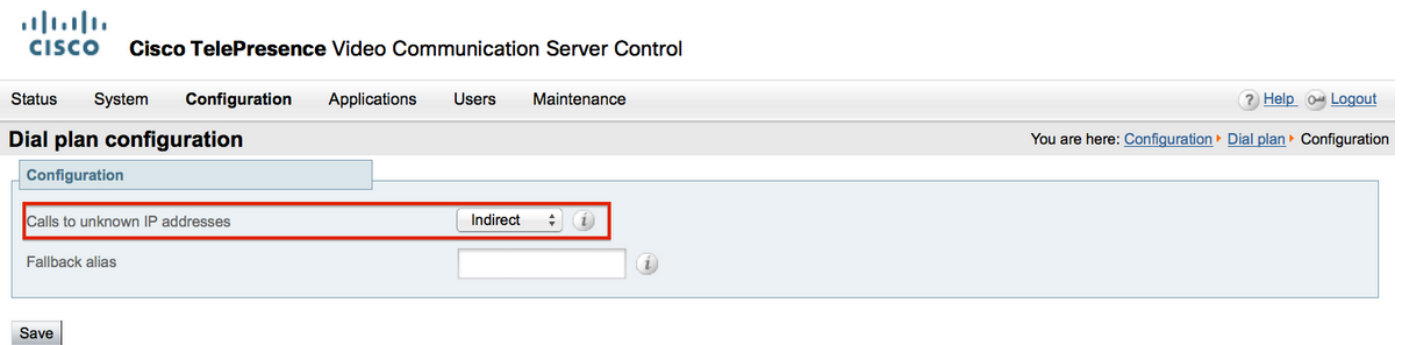 CISCO Cisco TelePresence Video Communication Server Control
Status System Configuration Applications Users Maintenance ? Help Logout
Dial plan configuration You are here: Configuration Dial plan Configuration
Configuration
Calls to unknown IP addresses Indirect i
Fallback alias i
Save